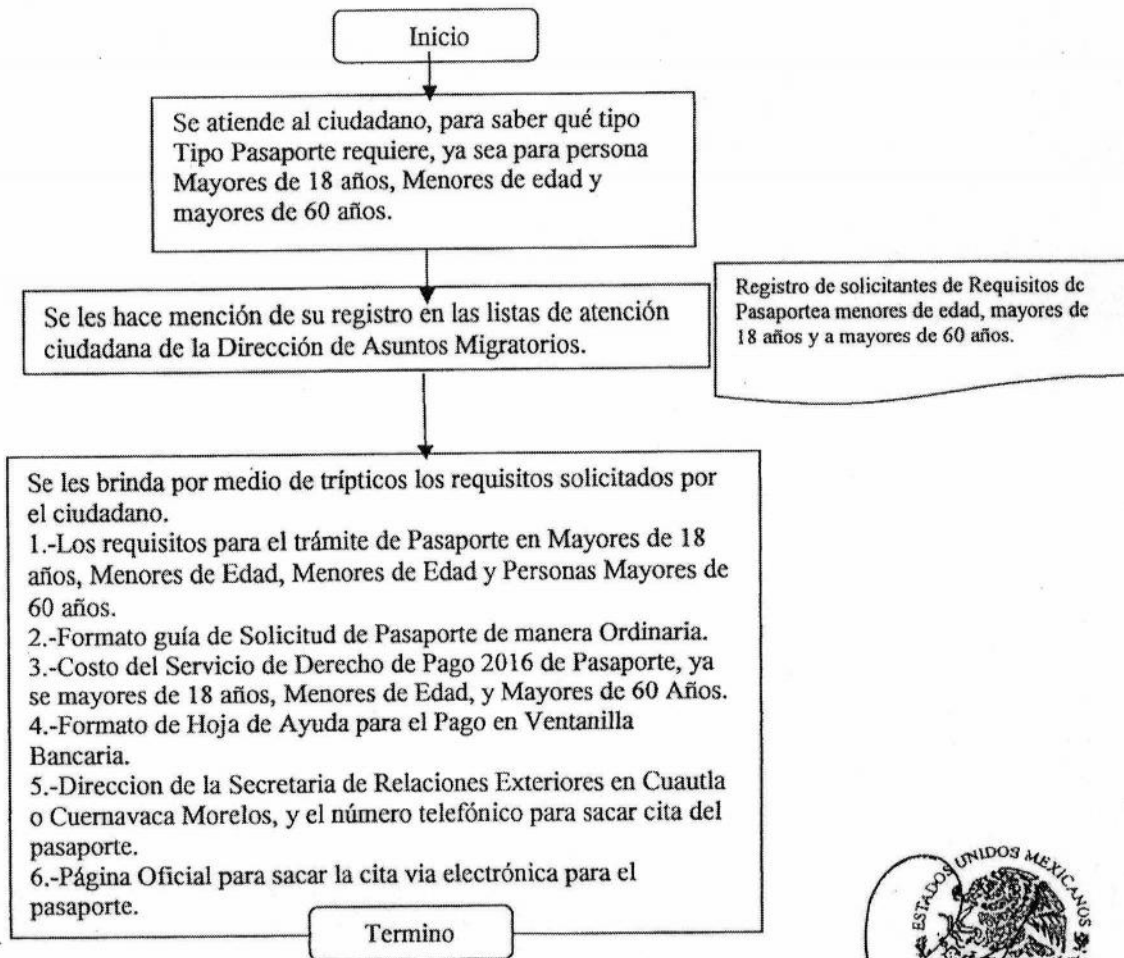 Inicio
Se atiende al ciudadano, para saber qué tipo
Tipo Pasaporte requiere, ya sea para persona
Mayores de 18 años, Menores de edad y
mayores de 60 años.
Se les hace mención de su registro en las listas de atención
ciudadana de la Dirección de Asuntos Migratorios.
Registro de solicitantes de Requisitos de
Pasaportea menores de edad, mayores de
18 años y a mayores de 60 años.
Se les brinda por medio de trípticos los requisitos solicitados por
el ciudadano.
1.-Los requisitos para el trámite de Pasaporte en Mayores de 18
años, Menores de Edad, Menores de Edad y Personas Mayores de
60 años.
2.-Formato guía de Solicitud de Pasaporte de manera Ordinaria.
3.-Costo del Servicio de Derecho de Pago 2016 de Pasaporte, ya
se mayores de 18 años, Menores de Edad, y Mayores de 60 Años.
4.-Formato de Hoja de Ayuda para el Pago en Ventanilla
Bancaria.
5.-Direccion de la Secretaria de Relaciones Exteriores en Cuautla
o Cuernavaca Morelos, y el número telefónico para sacar cita del
pasaporte.
6.-Página Oficial para sacar la cita via electrónica para el
pasaporte.
Termino
ESTADOS UNIDOS MEXICANOS